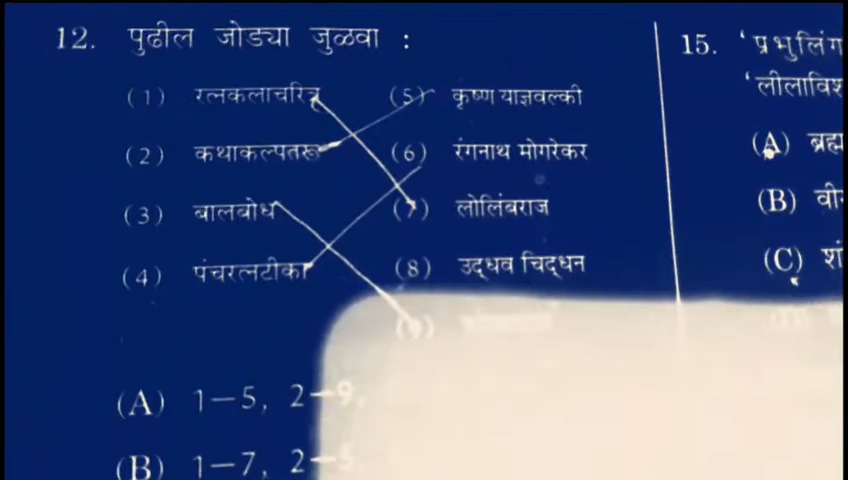 12. पुढील जोड्या जुळवा :
(1) रत्नकलाचरित्र (5) कृष्ण याज्ञवल्की
(2) कथाकल्पतरू (6) रंगनाथ मोगरेकर
(3) बालबोध (7) लोलिंबराज
(4) पंचरत्नटीका (8) उद्धव चिद्धन
(9)
(A) 1–5, 2–9,
(B) 1–7, 2–5,
15. 'प्रभुलिंग
(A)
(B)
(C)